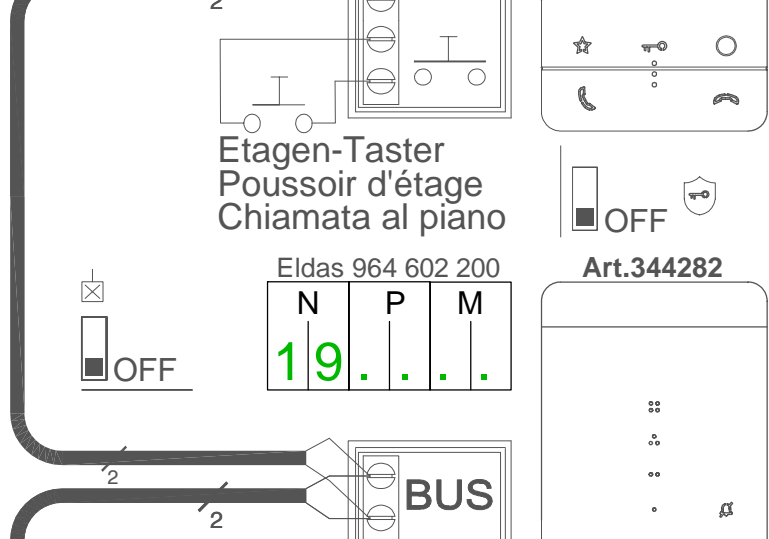 2
Etagen-Taster
Poussoir d'étage
Chiamata al piano
OFF
Eldas 964 602 200
Art.344282
N P M
19....
OFF
2
2
BUS